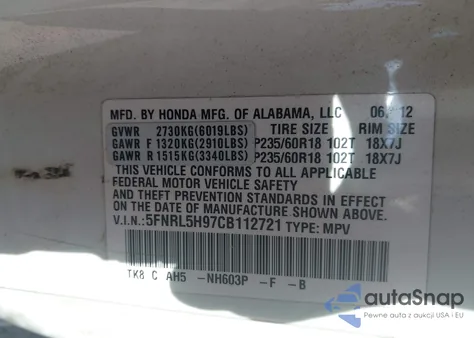 MFD. BY HONDA MFG. OF ALABAMA, LLC 06/12
GVWR 2730KG(6019LBS) TIRE SIZE RIM SIZE
GAWR F 1320KG(2910LBS) P235/60R18 102T 18X7J
GAWR R 1515KG(3340LBS) P235/60R18 102T 18X7J
THIS VEHICLE CONFORMS TO ALL APPLICABLE
FEDERAL MOTOR VEHICLE SAFETY
AND THEFT PREVENTION STANDARDS IN EFFECT ON
THE DATE OF MANUFACTURE SHOWN ABOVE.
V.I.N: 5FNRL5H97CB112721 TYPE: MPV
TK8 C AH5 -NH603P -F -B
autoSnap
Pewne auta z aukcji w USA i EU